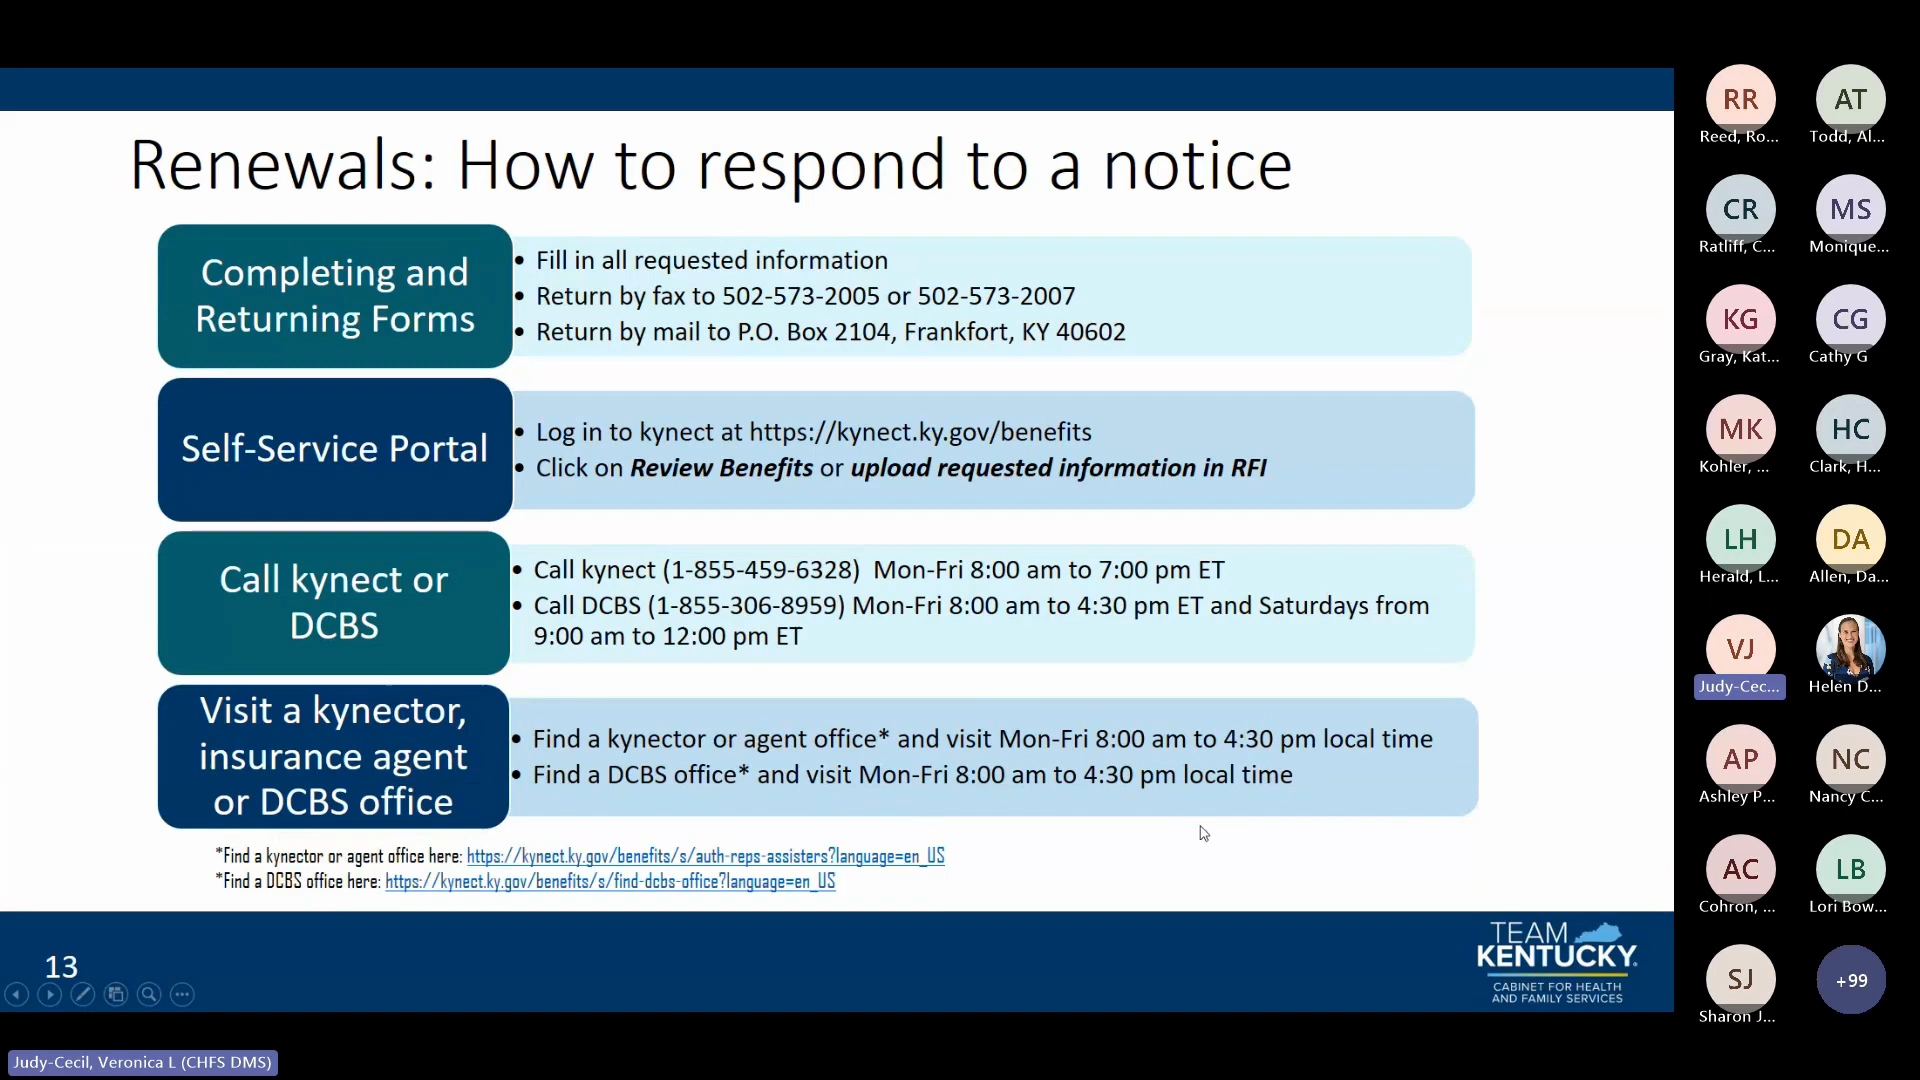 Renewals: How to respond to a notice
Completing and
Returning Forms
• Fill in all requested information
• Return by fax to 502-573-2005 or 502-573-2007
• Return by mail to P.O. Box 2104, Frankfort, KY 40602
Self-Service Portal
• Log in to kynect at https://kynect.ky.gov/benefits
• Click on Review Benefits or upload requested information in RFI
Call kynect or
DCBS
• Call kynect (1-855-459-6328)  Mon-Fri 8:00 am to 7:00 pm ET
• Call DCBS (1-855-306-8959) Mon-Fri 8:00 am to 4:30 pm ET and Saturdays from
9:00 am to 12:00 pm ET
Visit a kynector,
insurance agent
or DCBS office
• Find a kynector or agent office* and visit Mon-Fri 8:00 am to 4:30 pm local time
• Find a DCBS office* and visit Mon-Fri 8:00 am to 4:30 pm local time
*Find a kynector or agent office here: https://kynect.ky.gov/benefits/s/auth-reps-assisters?language=en_US
*Find a DCBS office here: https://kynect.ky.gov/benefits/s/find-dcbs-office?language=en_US
13
TEAM
KENTUCKY.
CABINET FOR HEALTH
AND FAMILY SERVICES
Judy-Cecil, Veronica L (CHFS DMS)
RR
Reed, Ro...
AT
Todd, Al...
CR
Ratliff, C...
MS
Monique...
KG
Gray, Kat...
CG
Cathy G
MK
Kohler, ...
HC
Clark, H...
LH
Herald, L...
DA
Allen, Da...
VJ
Judy-Cec...
Helen D...
AP
Ashley P...
NC
Nancy C...
AC
Cohron, ...
LB
Lori Bow...
SJ
Sharon J...
+99